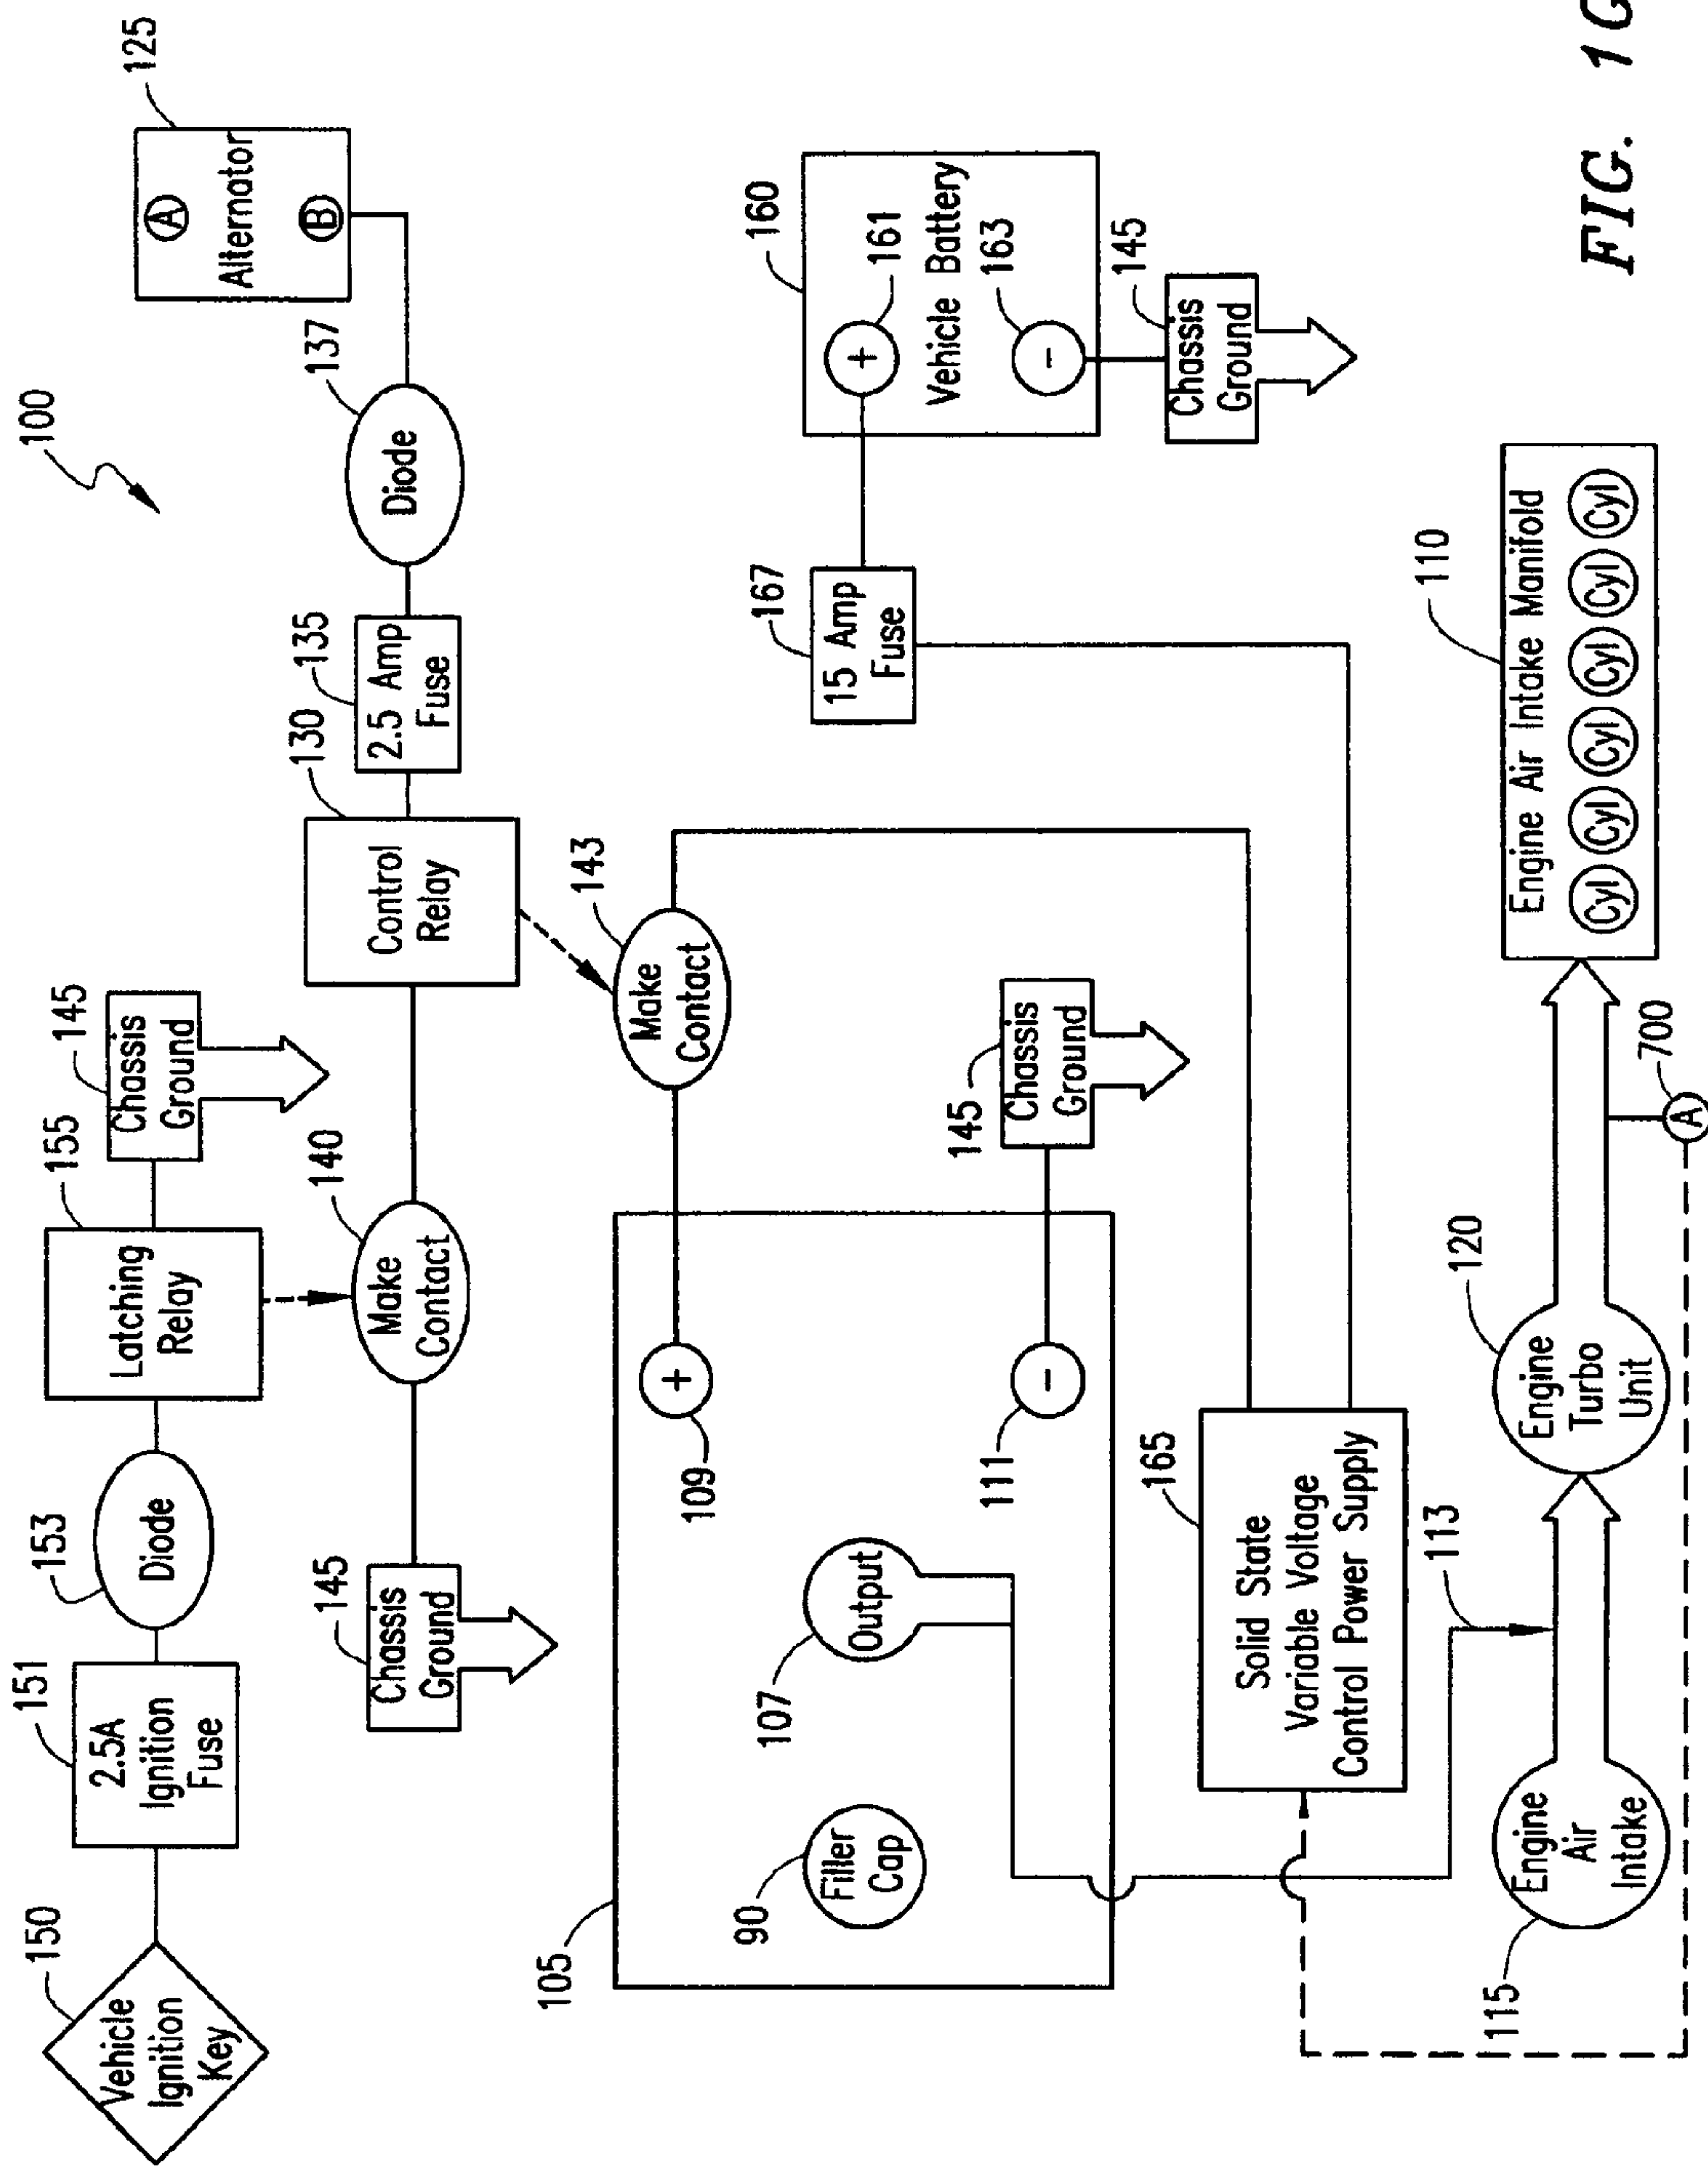 100
150
Vehicle
Ignition
Key
151
2.5A
Ignition
Fuse
153
Diode
155
Latching
Relay
145
Chassis
Ground
125
A
Alternator
B
145
Chassis
Ground
140
Make
Contact
130
Control
Relay
135
2.5 Amp
Fuse
137
Diode
143
Make
Contact
105
90
Filler
Cap
107
Output
109
+
111
-
145
Chassis
Ground
167
15 Amp
Fuse
160
+
161
Vehicle Battery
-
163
145
Chassis
Ground
165
Solid State
Variable Voltage
Control Power Supply
113
115
Engine
Air
Intake
120
Engine
Turbo
Unit
700
A
110
Engine Air Intake Manifold
Cyl Cyl Cyl Cyl Cyl Cyl
FIG. 1G